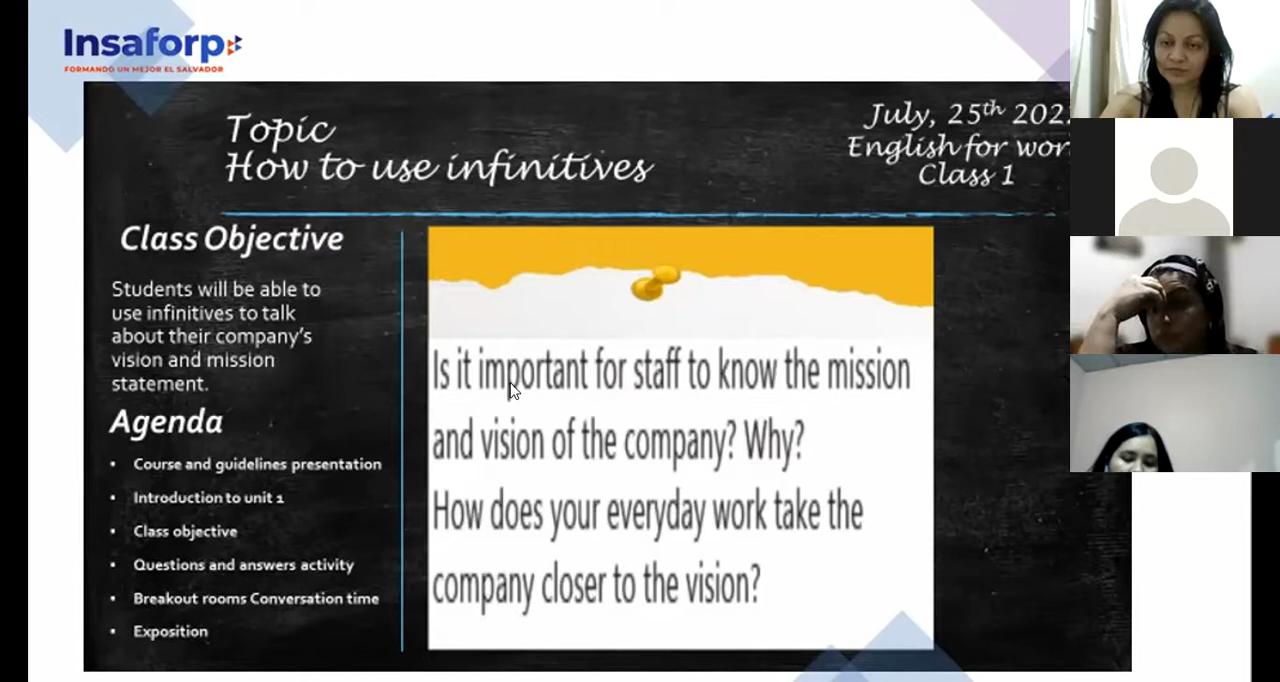 Insaforp
FORMANDO UN MEJOR EL SALVADOR
Topic
How to use infinitives
July, 25th
English for
Class 1
Class Objective
Students will be able to
use infinitives to talk
about their company's
vision and mission
statement.
Agenda
• Course and guidelines presentation
• Introduction to unit 1
• Class objective
• Questions and answers activity
• Breakout rooms Conversation time
• Exposition
Is it important for staff to know the mission
and vision of the company? Why?
How does your everyday work take the
company closer to the vision?